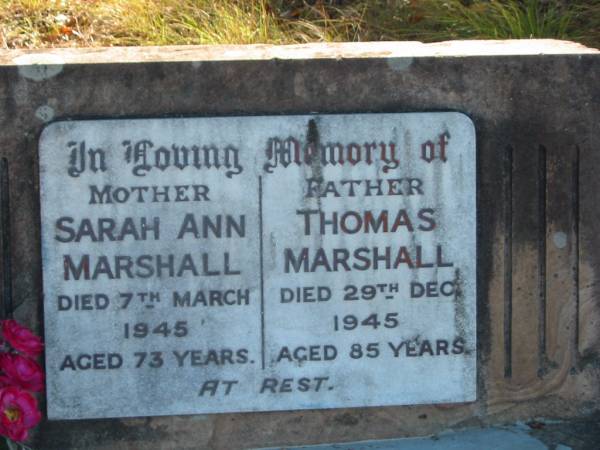 In Loving Memory of
MOTHER
SARAH ANN
MARSHALL
DIED 7TH MARCH
1945
AGED 73 YEARS.
FATHER
THOMAS
MARSHALL
DIED 29TH DEC.
1945
AGED 85 YEARS.
AT REST.